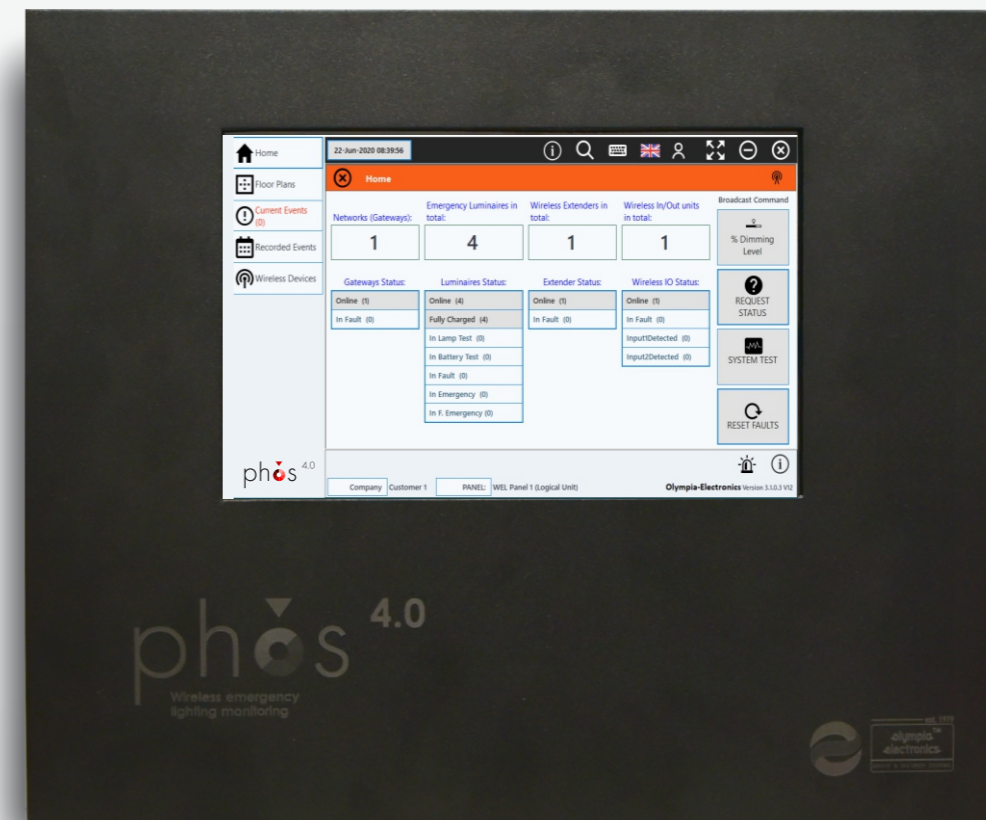 Home
Floor Plans
Current Events
(0)
Recorded Events
Wireless Devices
phos 4.0
22-Jun-2020 08:39:56
Home
Networks (Gateways):
1
Emergency Luminaires in
total:
4
Wireless Extenders in
total:
1
Wireless In/Out units
in total:
1
Gateways Status:
Online (1)
In Fault (0)
Luminaires Status:
Online (4)
Fully Charged (4)
In Lamp Test (0)
In Battery Test (0)
In Fault (0)
In Emergency (0)
In F. Emergency (0)
Extender Status:
Online (1)
In Fault (0)
Wireless IO Status:
Online (1)
In Fault (0)
Input1Detected (0)
Input2Detected (0)
Broadcast Command
% Dimming
Level
REQUEST
STATUS
SYSTEM TEST
RESET FAULTS
Company Customer 1 PANEL: WEL Panel 1 (Logical Unit) Olympia-Electronics Version 3.1.0.3 V12
phos 4.0
Wireless emergency
lighting monitoring
est. 1979
olympia™
electronics